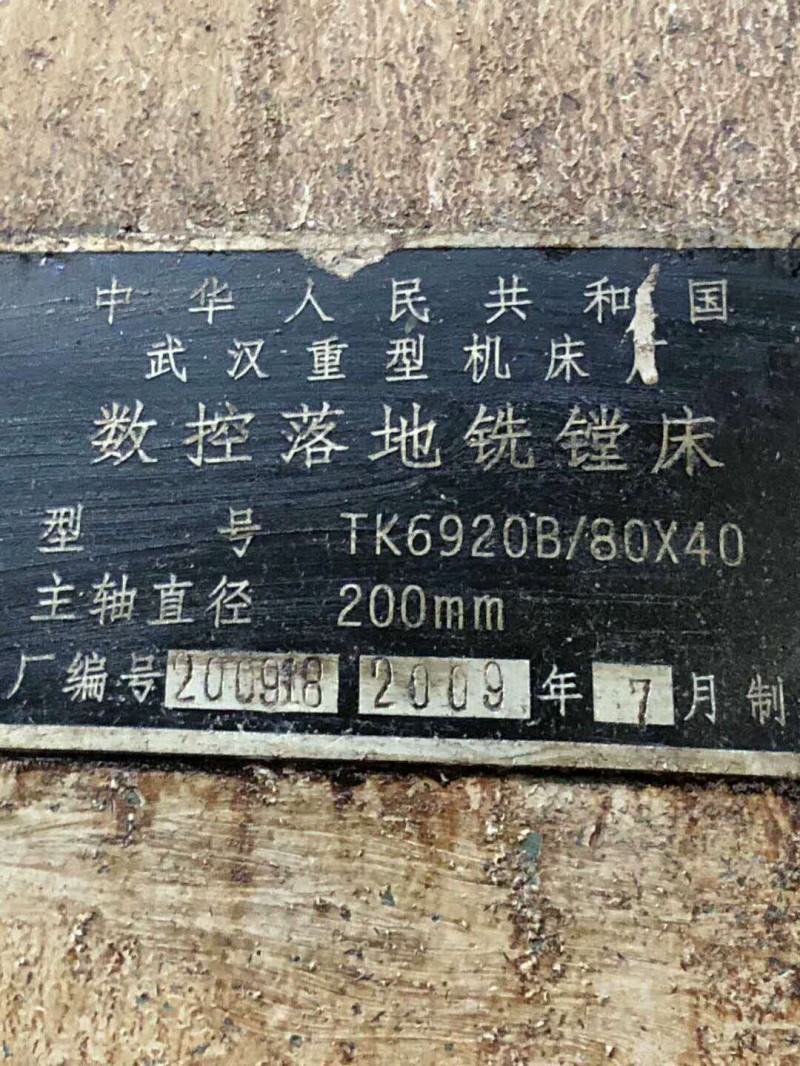 中华人民共和国
武汉重型机床厂
数控落地铣镗床
型号 TK6920B/80X40
主轴直径 200mm
厂编号 200918 2009 年 7 月 制